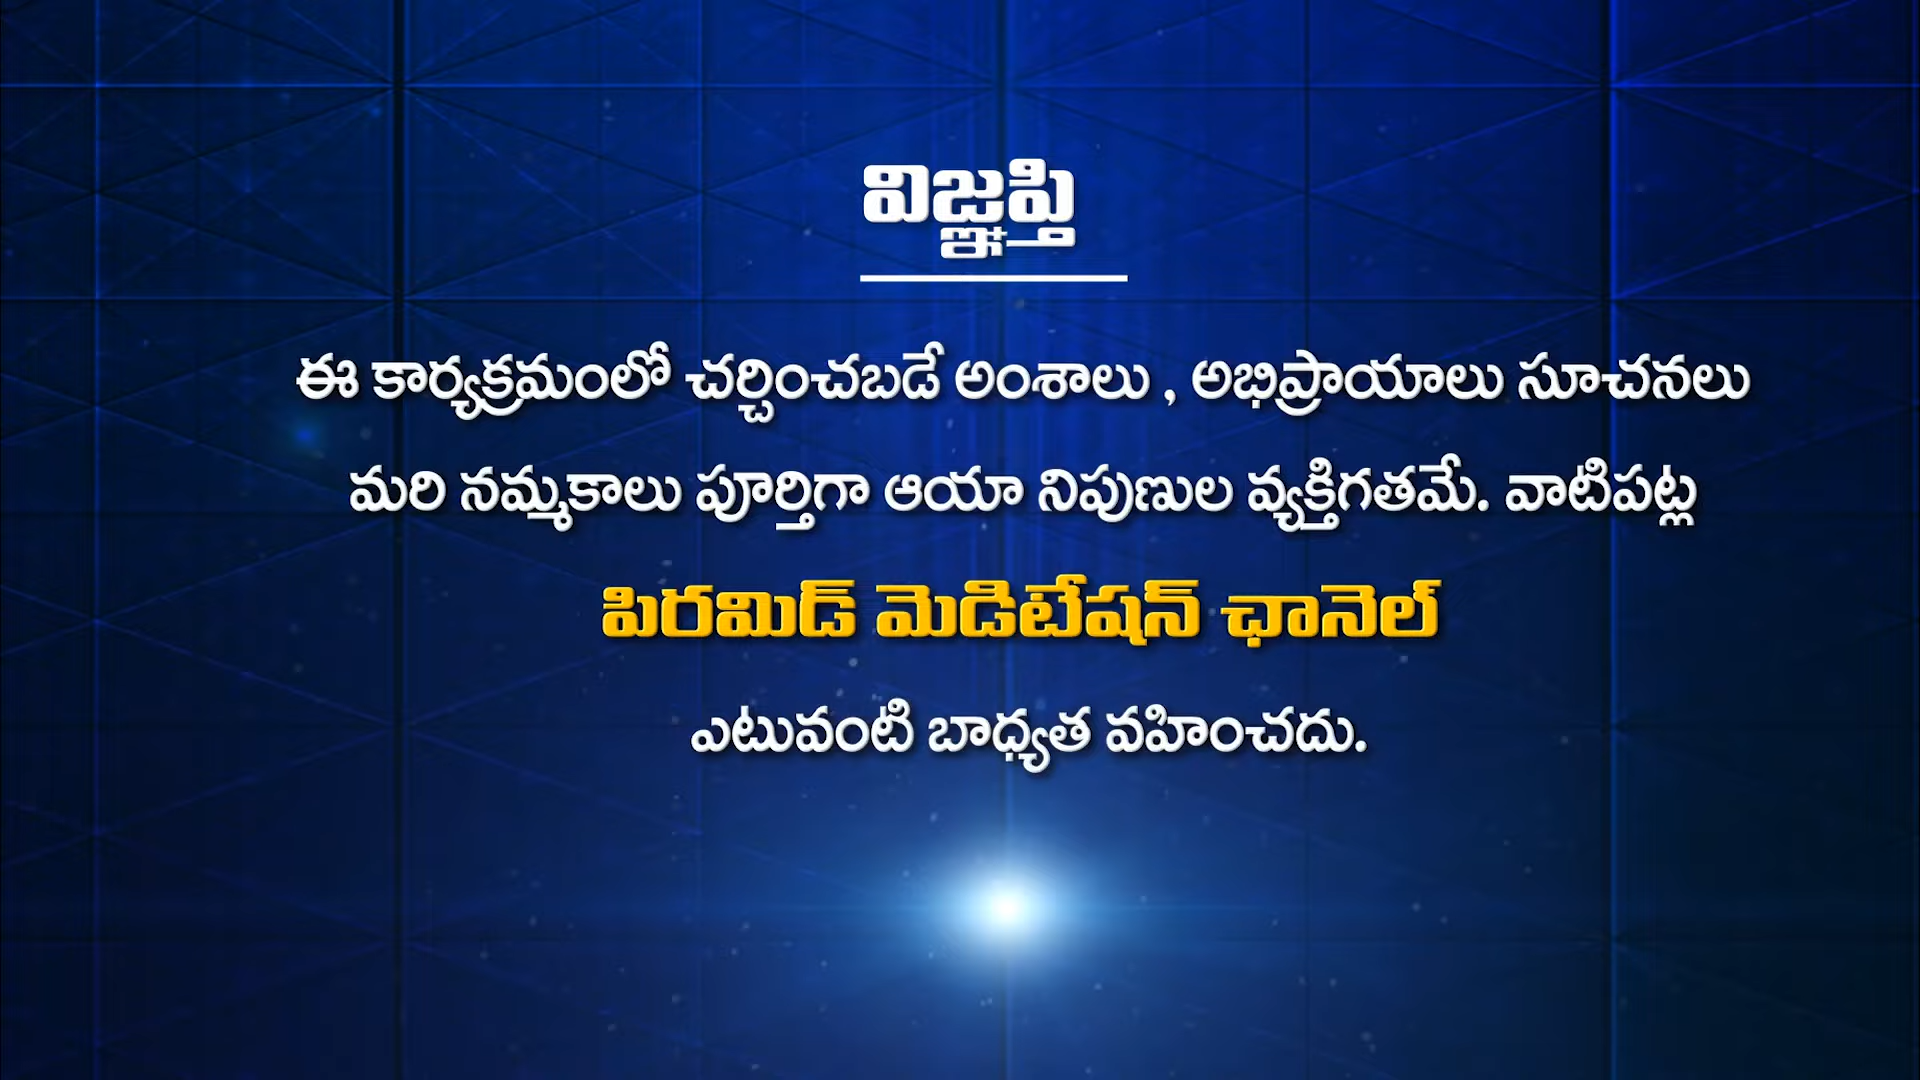 విజ్ఞప్తి
ఈ కార్యక్రమంలో చర్చించబడే అంశాలు , అభిప్రాయాలు సూచనలు
మరి నమ్మకాలు పూర్తిగా ఆయా నిపుణుల వ్యక్తిగతమే. వాటిపట్ల
పిరమిడ్ మెడిటేషన్ ఛానెల్
ఎటువంటి బాధ్యత వహించదు.